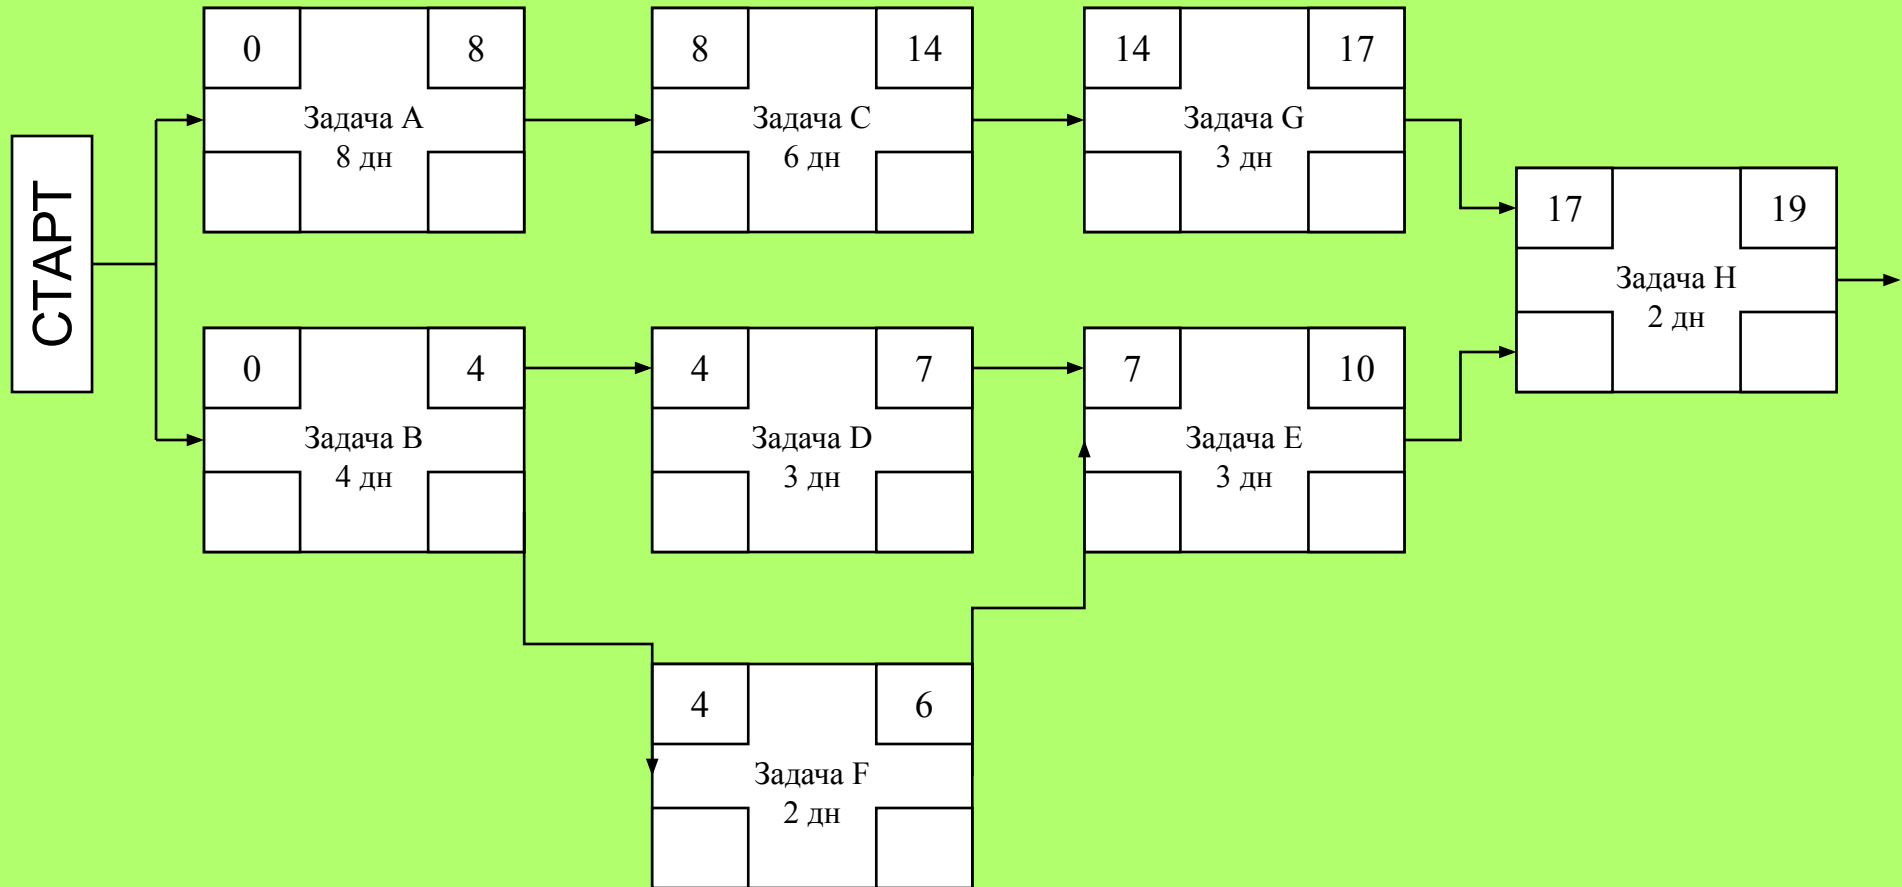 СТАРТ
0
8
Задача A
8 дн
8
14
Задача C
6 дн
14
17
Задача G
3 дн
17
19
Задача H
2 дн
0
4
Задача B
4 дн
4
7
Задача D
3 дн
7
10
Задача E
3 дн
4
6
Задача F
2 дн